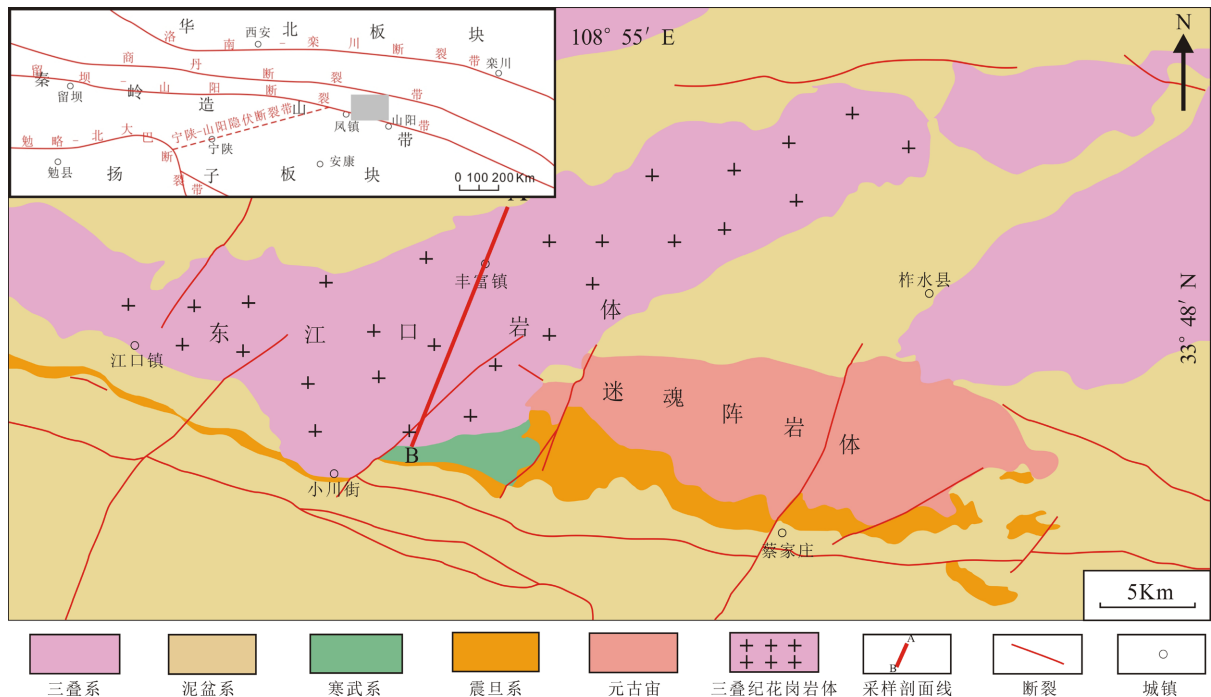 华北板块
洛南－栾川断裂带
西安
栾川
商丹断裂带
秦岭造山带
留坝－山阳断裂带
留坝
凤镇
山阳
宁陕-山阳隐伏断裂带
勉略－北大巴断裂带
宁陕
安康
勉县
扬子板块
0 100 200Km
108° 55′ E
N
33° 48′ N
A
丰富镇
柞水县
东江口岩体
江口镇
迷魂阵岩体
B
小川街
蔡家庄
5Km
A
B
三叠系 泥盆系 寒武系 震旦系 元古宙 三叠纪花岗岩体 采样剖面线 断裂 城镇